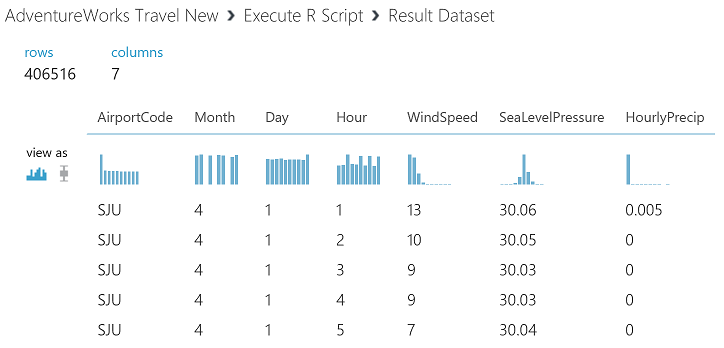 AdventureWorks Travel New > Execute R Script > Result Dataset
rows columns
406516 7
AirportCode Month Day Hour WindSpeed SeaLevelPressure HourlyPrecip
view as
SJU 4 1 1 13 30.06 0.005
SJU 4 1 2 10 30.05 0
SJU 4 1 3 9 30.03 0
SJU 4 1 4 9 30.03 0
SJU 4 1 5 7 30.04 0